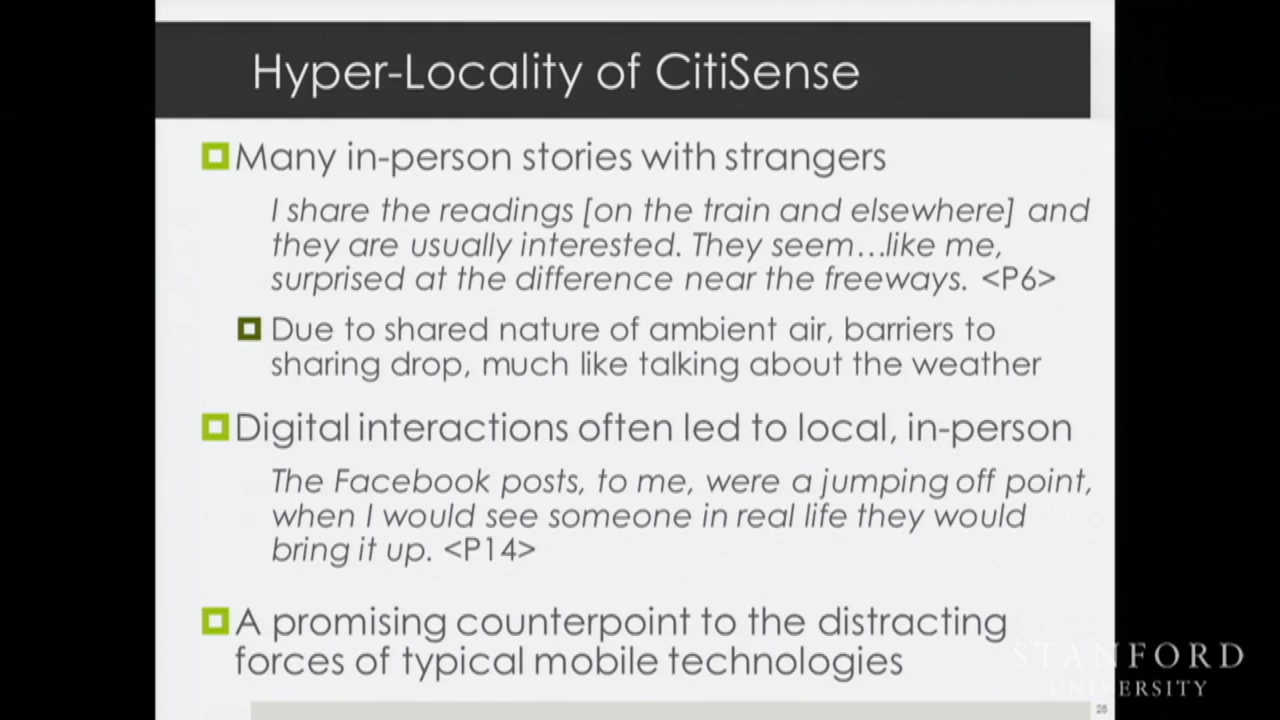 Hyper-Locality of CitiSense
Many in-person stories with strangers
I share the readings [on the train and elsewhere] and
they are usually interested. They seem…like me,
surprised at the difference near the freeways. <P6>
Due to shared nature of ambient air, barriers to
sharing drop, much like talking about the weather
Digital interactions often led to local, in-person
The Facebook posts, to me, were a jumping off point,
when I would see someone in real life they would
bring it up. <P14>
A promising counterpoint to the distracting
forces of typical mobile technologies
STANFORD
UNIVERSITY